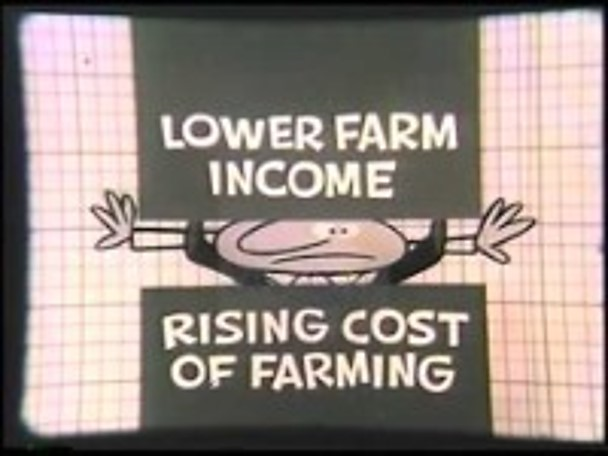 LOWER FARM
INCOME
RISING COST
OF FARMING